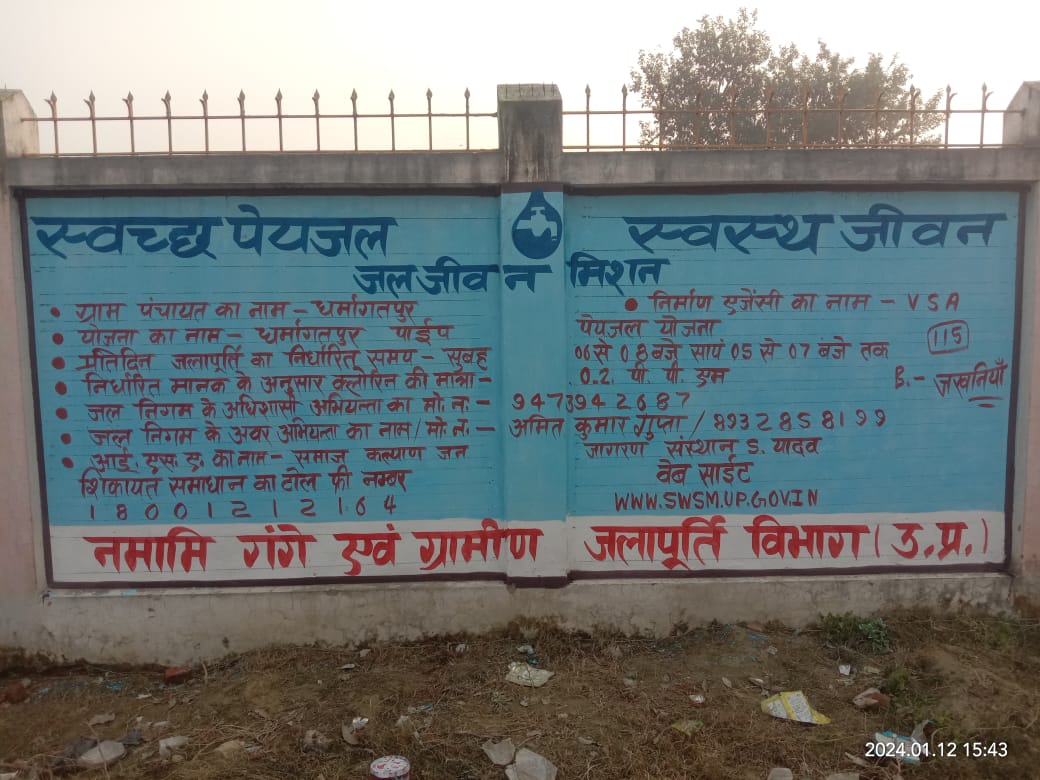 स्वच्छ पेयजल स्वस्थ जीवन
जल जीवन मिशन
• ग्राम पंचायत का नाम - धर्मागतपुर • निर्माण एजेंसी का नाम - VSA
• योजना का नाम - धर्मागतपुर पाईप पेयजल योजना
115
• प्रतिदिन जलापूर्ति का निर्धारित समय - सुबह 06 से 08 बजे सायं 05 से 07 बजे तक
• निर्धारित मानक के अनुसार क्लोरिन की मात्रा - 0.2. पी. पी. एम
B.- जखनियाँ
• जल निगम के अधिशासी अभियन्ता का मो. न. - 9473942687
• जल निगम के अवर अभियन्ता का नाम / मो. न. - अमित कुमार गुप्ता / 8932858199
• आई. एस. ए. का नाम - समाज कल्याण जन जागरण संस्थान S. यादव
शिकायत समाधान का टोल फ्री नम्बर वेब साईट
18001212164 WWW.SWSM.UP.GOV.IN
नमामि गंगे एवं ग्रामीण जलापूर्ति विभाग (उ.प्र.)
2024.01.12 15:43